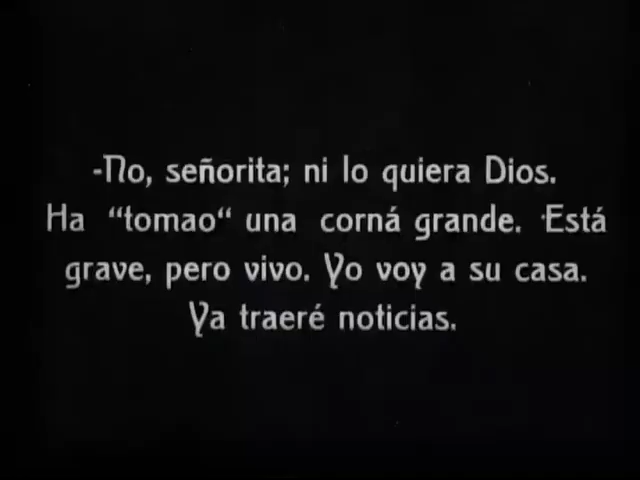 -No, señorita; ni lo quiera Dios.
Ha "tomao" una corná grande. Está
grave, pero vivo. Yo voy a su casa.
Ya traeré noticias.